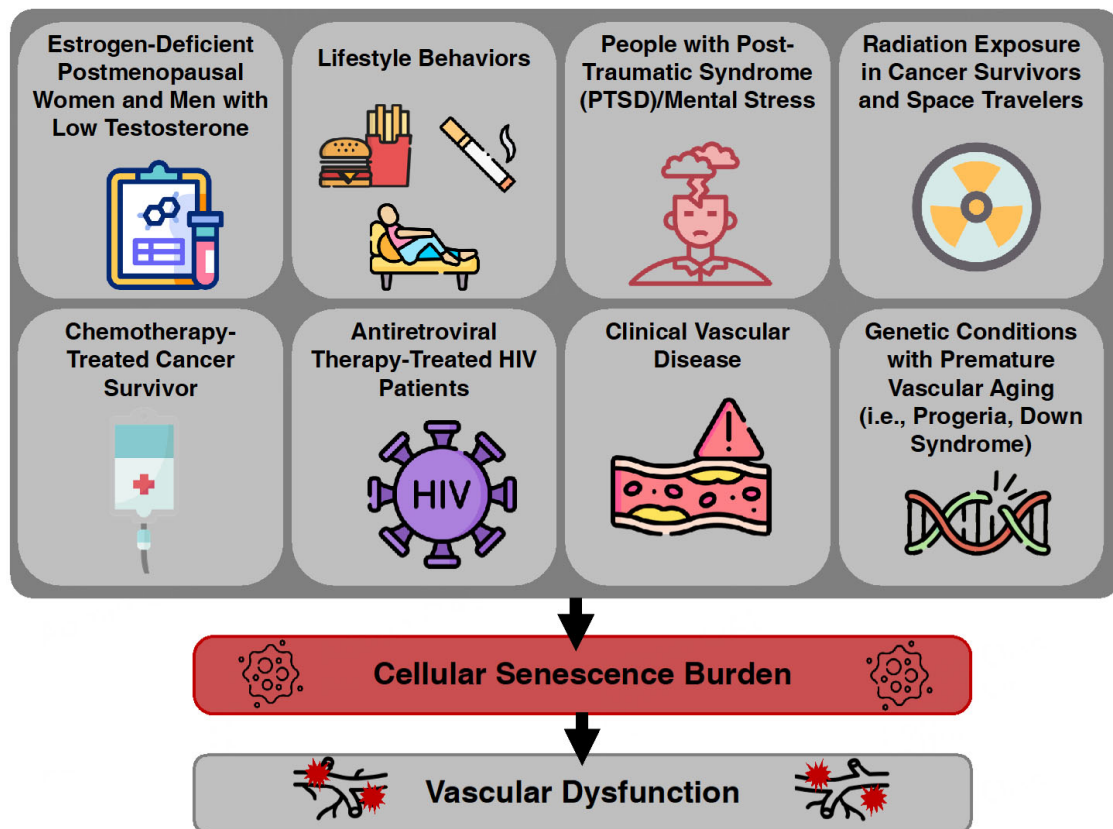 Estrogen-Deficient
Postmenopausal
Women and Men with
Low Testosterone
Lifestyle Behaviors
People with Post-
Traumatic Syndrome
(PTSD)/Mental Stress
Radiation Exposure
in Cancer Survivors
and Space Travelers
Chemotherapy-
Treated Cancer
Survivor
Antiretroviral
Therapy-Treated HIV
Patients
HIV
Clinical Vascular
Disease
Genetic Conditions
with Premature
Vascular Aging
(i.e., Progeria, Down
Syndrome)
Cellular Senescence Burden
Vascular Dysfunction